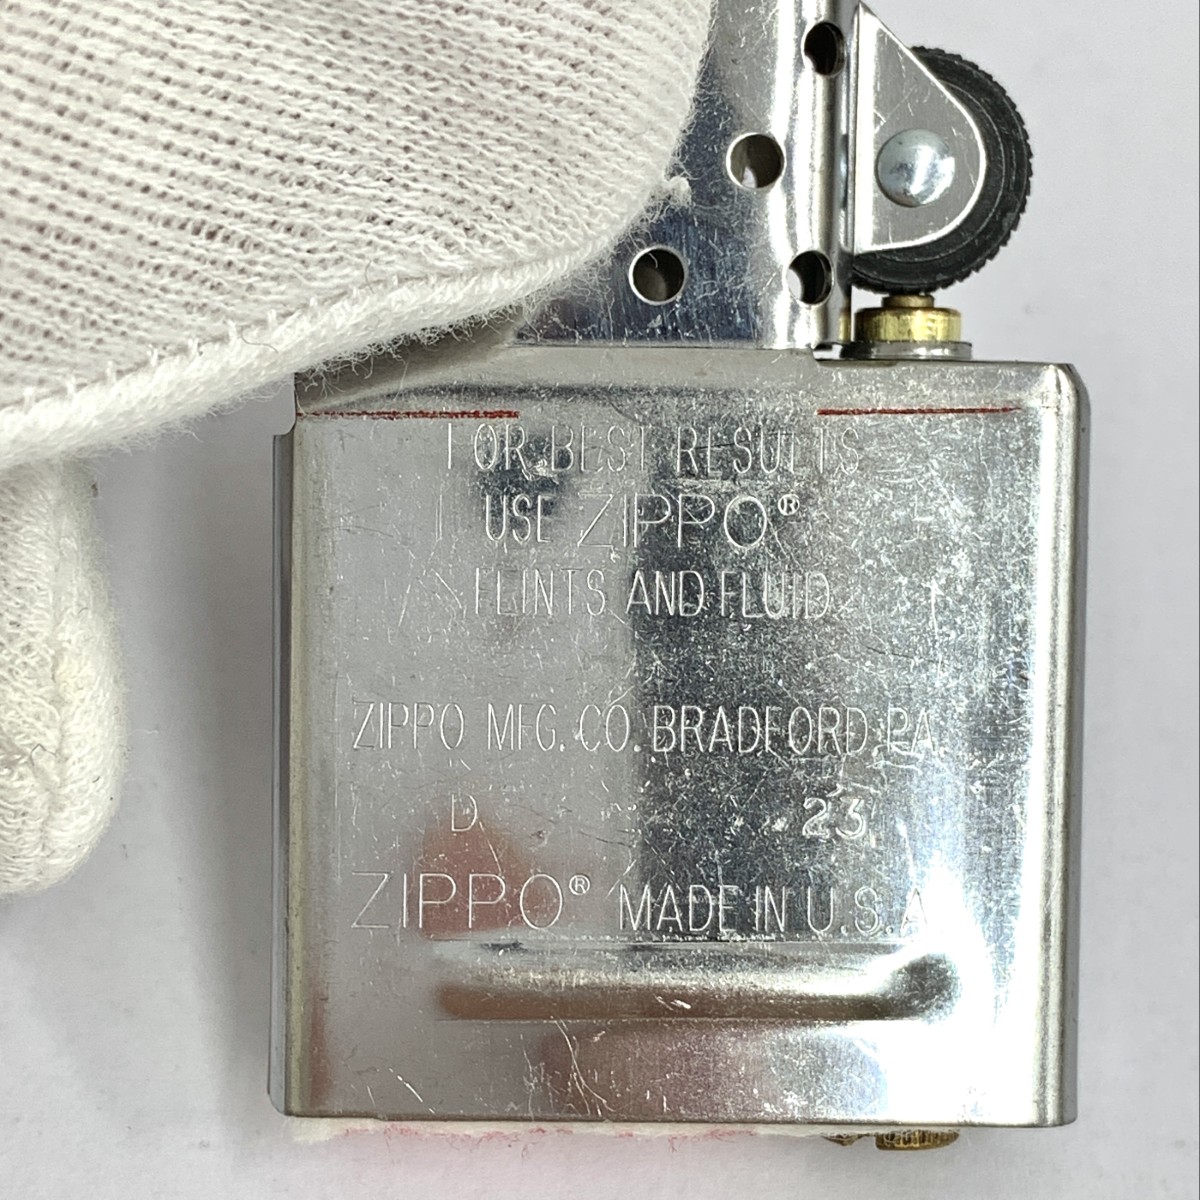 FOR BEST RESULTS
USE ZIPPO®
FLINTS AND FLUID
ZIPPO MFG. CO. BRADFORD, PA.
D 23
ZIPPO® MADE IN U.S.A.